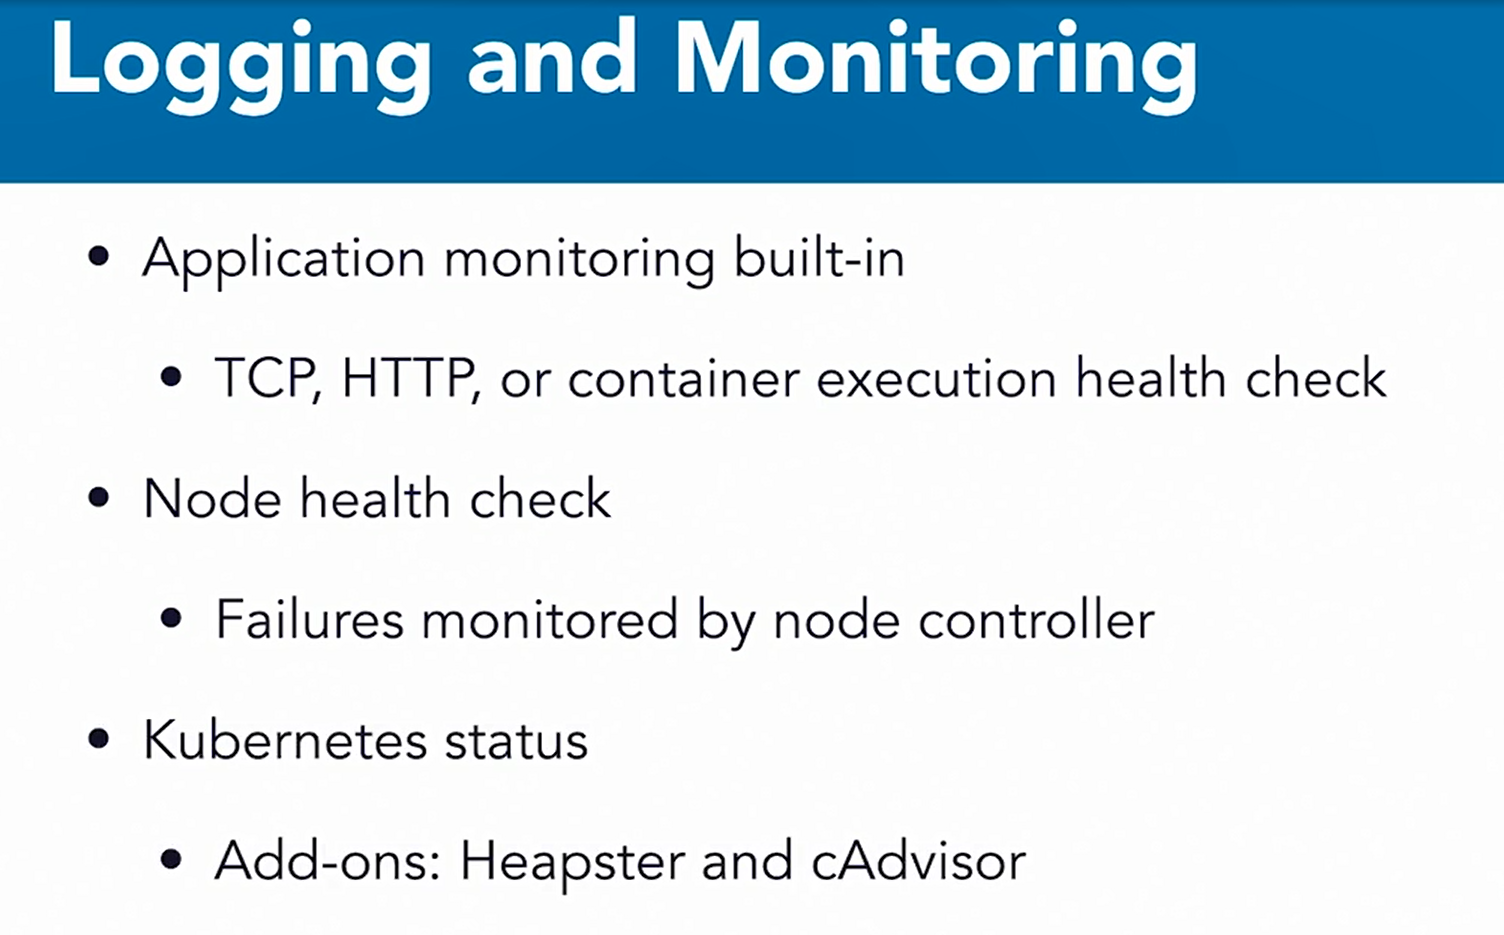 Logging and Monitoring
• Application monitoring built-in
• TCP, HTTP, or container execution health check
• Node health check
• Failures monitored by node controller
• Kubernetes status
• Add-ons: Heapster and cAdvisor